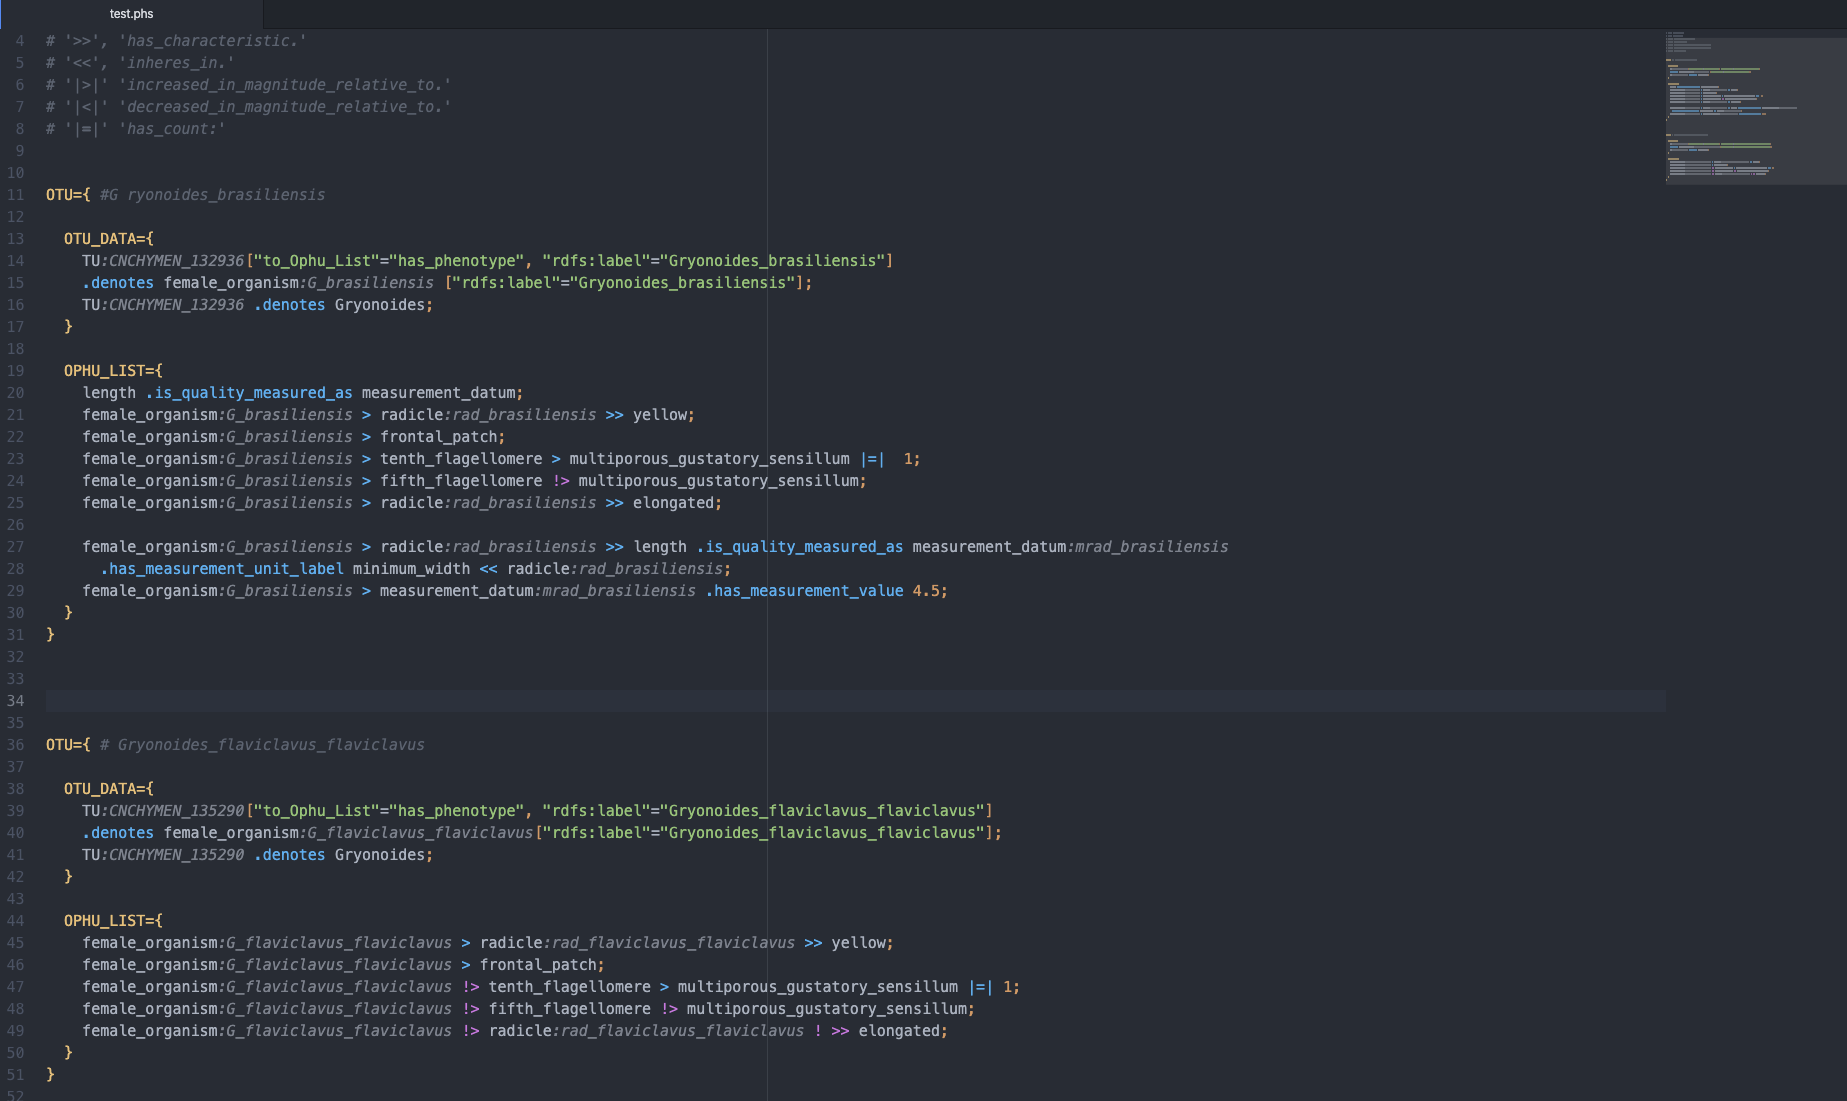 test.phs
4 # '>>', 'has_characteristic.'
5 # '<<', 'inheres_in.'
6 # '|>|' 'increased_in_magnitude_relative_to.'
7 # '|<|' 'decreased_in_magnitude_relative_to.'
8 # '|=|' 'has_count:'
9
10
11 OTU={ #G ryonoides_brasiliensis
12
13 OTU_DATA={
14 TU:CNCHYMEN_132936["to_Ophu_List"="has_phenotype", "rdfs:label"="Gryonoides_brasiliensis"]
15 .denotes female_organism:G_brasiliensis ["rdfs:label"="Gryonoides_brasiliensis"];
16 TU:CNCHYMEN_132936 .denotes Gryonoides;
17 }
18
19 OPHU_LIST={
20 length .is_quality_measured_as measurement_datum;
21 female_organism:G_brasiliensis > radicle:rad_brasiliensis >> yellow;
22 female_organism:G_brasiliensis > frontal_patch;
23 female_organism:G_brasiliensis > tenth_flagellomere > multiporous_gustatory_sensillum |=|  1;
24 female_organism:G_brasiliensis > fifth_flagellomere !> multiporous_gustatory_sensillum;
25 female_organism:G_brasiliensis > radicle:rad_brasiliensis >> elongated;
26
27 female_organism:G_brasiliensis > radicle:rad_brasiliensis >> length .is_quality_measured_as measurement_datum:mrad_brasiliensis
28 .has_measurement_unit_label minimum_width << radicle:rad_brasiliensis;
29 female_organism:G_brasiliensis > measurement_datum:mrad_brasiliensis .has_measurement_value 4.5;
30 }
31 }
32
33
34
35
36 OTU={ # Gryonoides_flaviclavus_flaviclavus
37
38 OTU_DATA={
39 TU:CNCHYMEN_135290["to_Ophu_List"="has_phenotype", "rdfs:label"="Gryonoides_flaviclavus_flaviclavus"]
40 .denotes female_organism:G_flaviclavus_flaviclavus["rdfs:label"="Gryonoides_flaviclavus_flaviclavus"];
41 TU:CNCHYMEN_135290 .denotes Gryonoides;
42 }
43
44 OPHU_LIST={
45 female_organism:G_flaviclavus_flaviclavus > radicle:rad_flaviclavus_flaviclavus >> yellow;
46 female_organism:G_flaviclavus_flaviclavus > frontal_patch;
47 female_organism:G_flaviclavus_flaviclavus !> tenth_flagellomere > multiporous_gustatory_sensillum |=| 1;
48 female_organism:G_flaviclavus_flaviclavus !> fifth_flagellomere !> multiporous_gustatory_sensillum;
49 female_organism:G_flaviclavus_flaviclavus !> radicle:rad_flaviclavus_flaviclavus ! >> elongated;
50 }
51 }
52